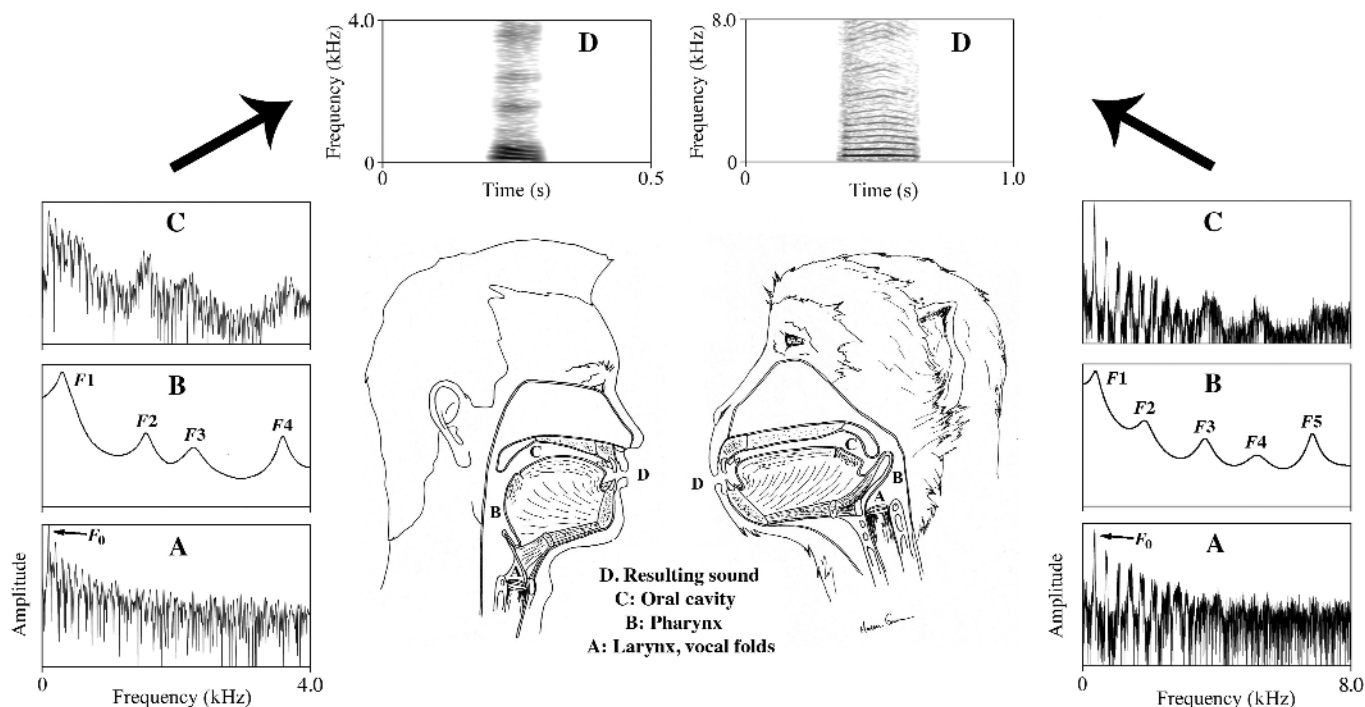 4.0
Frequency (kHz)
D
0
0
0.5
Time (s)
8.0
Frequency (kHz)
D
0
0
1.0
Time (s)
C
B
F1
F2
F3
F4
A
F0
Amplitude
0
4.0
Frequency (kHz)
C
B
D
A
C
B
D
A
D. Resulting sound
C: Oral cavity
B: Pharynx
A: Larynx, vocal folds
C
B
F1
F2
F3
F4
F5
A
F0
Amplitude
0
8.0
Frequency (kHz)